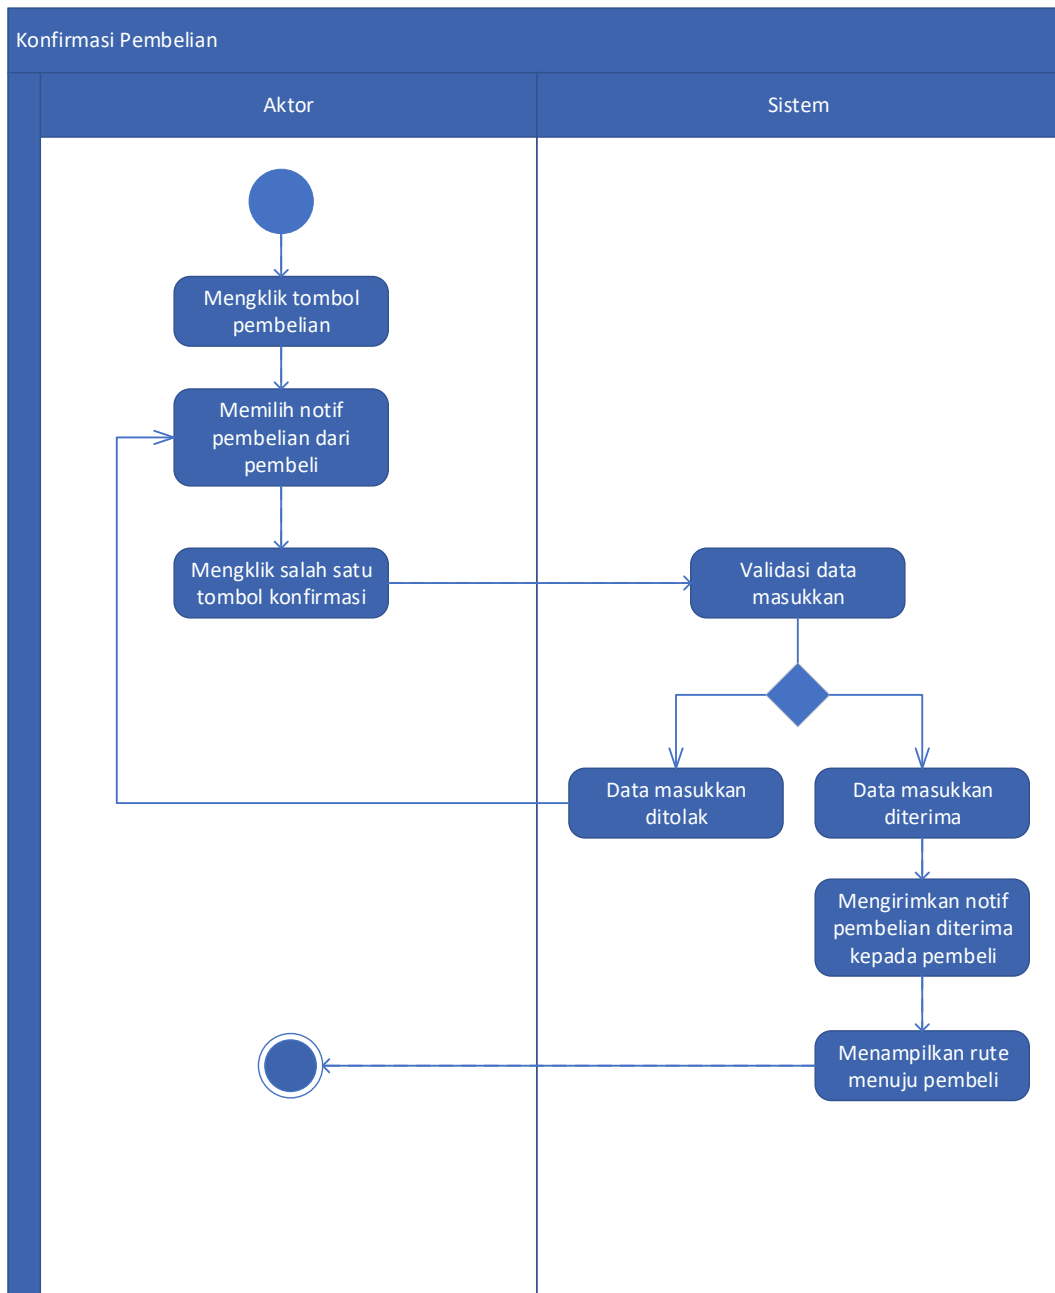 Konfirmasi Pembelian
Aktor
Sistem
Mengklik tombol
pembelian
Memilih notif
pembelian dari
pembeli
Mengklik salah satu
tombol konfirmasi
Validasi data
masukkan
Data masukkan
ditolak
Data masukkan
diterima
Mengirimkan notif
pembelian diterima
kepada pembeli
Menampilkan rute
menuju pembeli